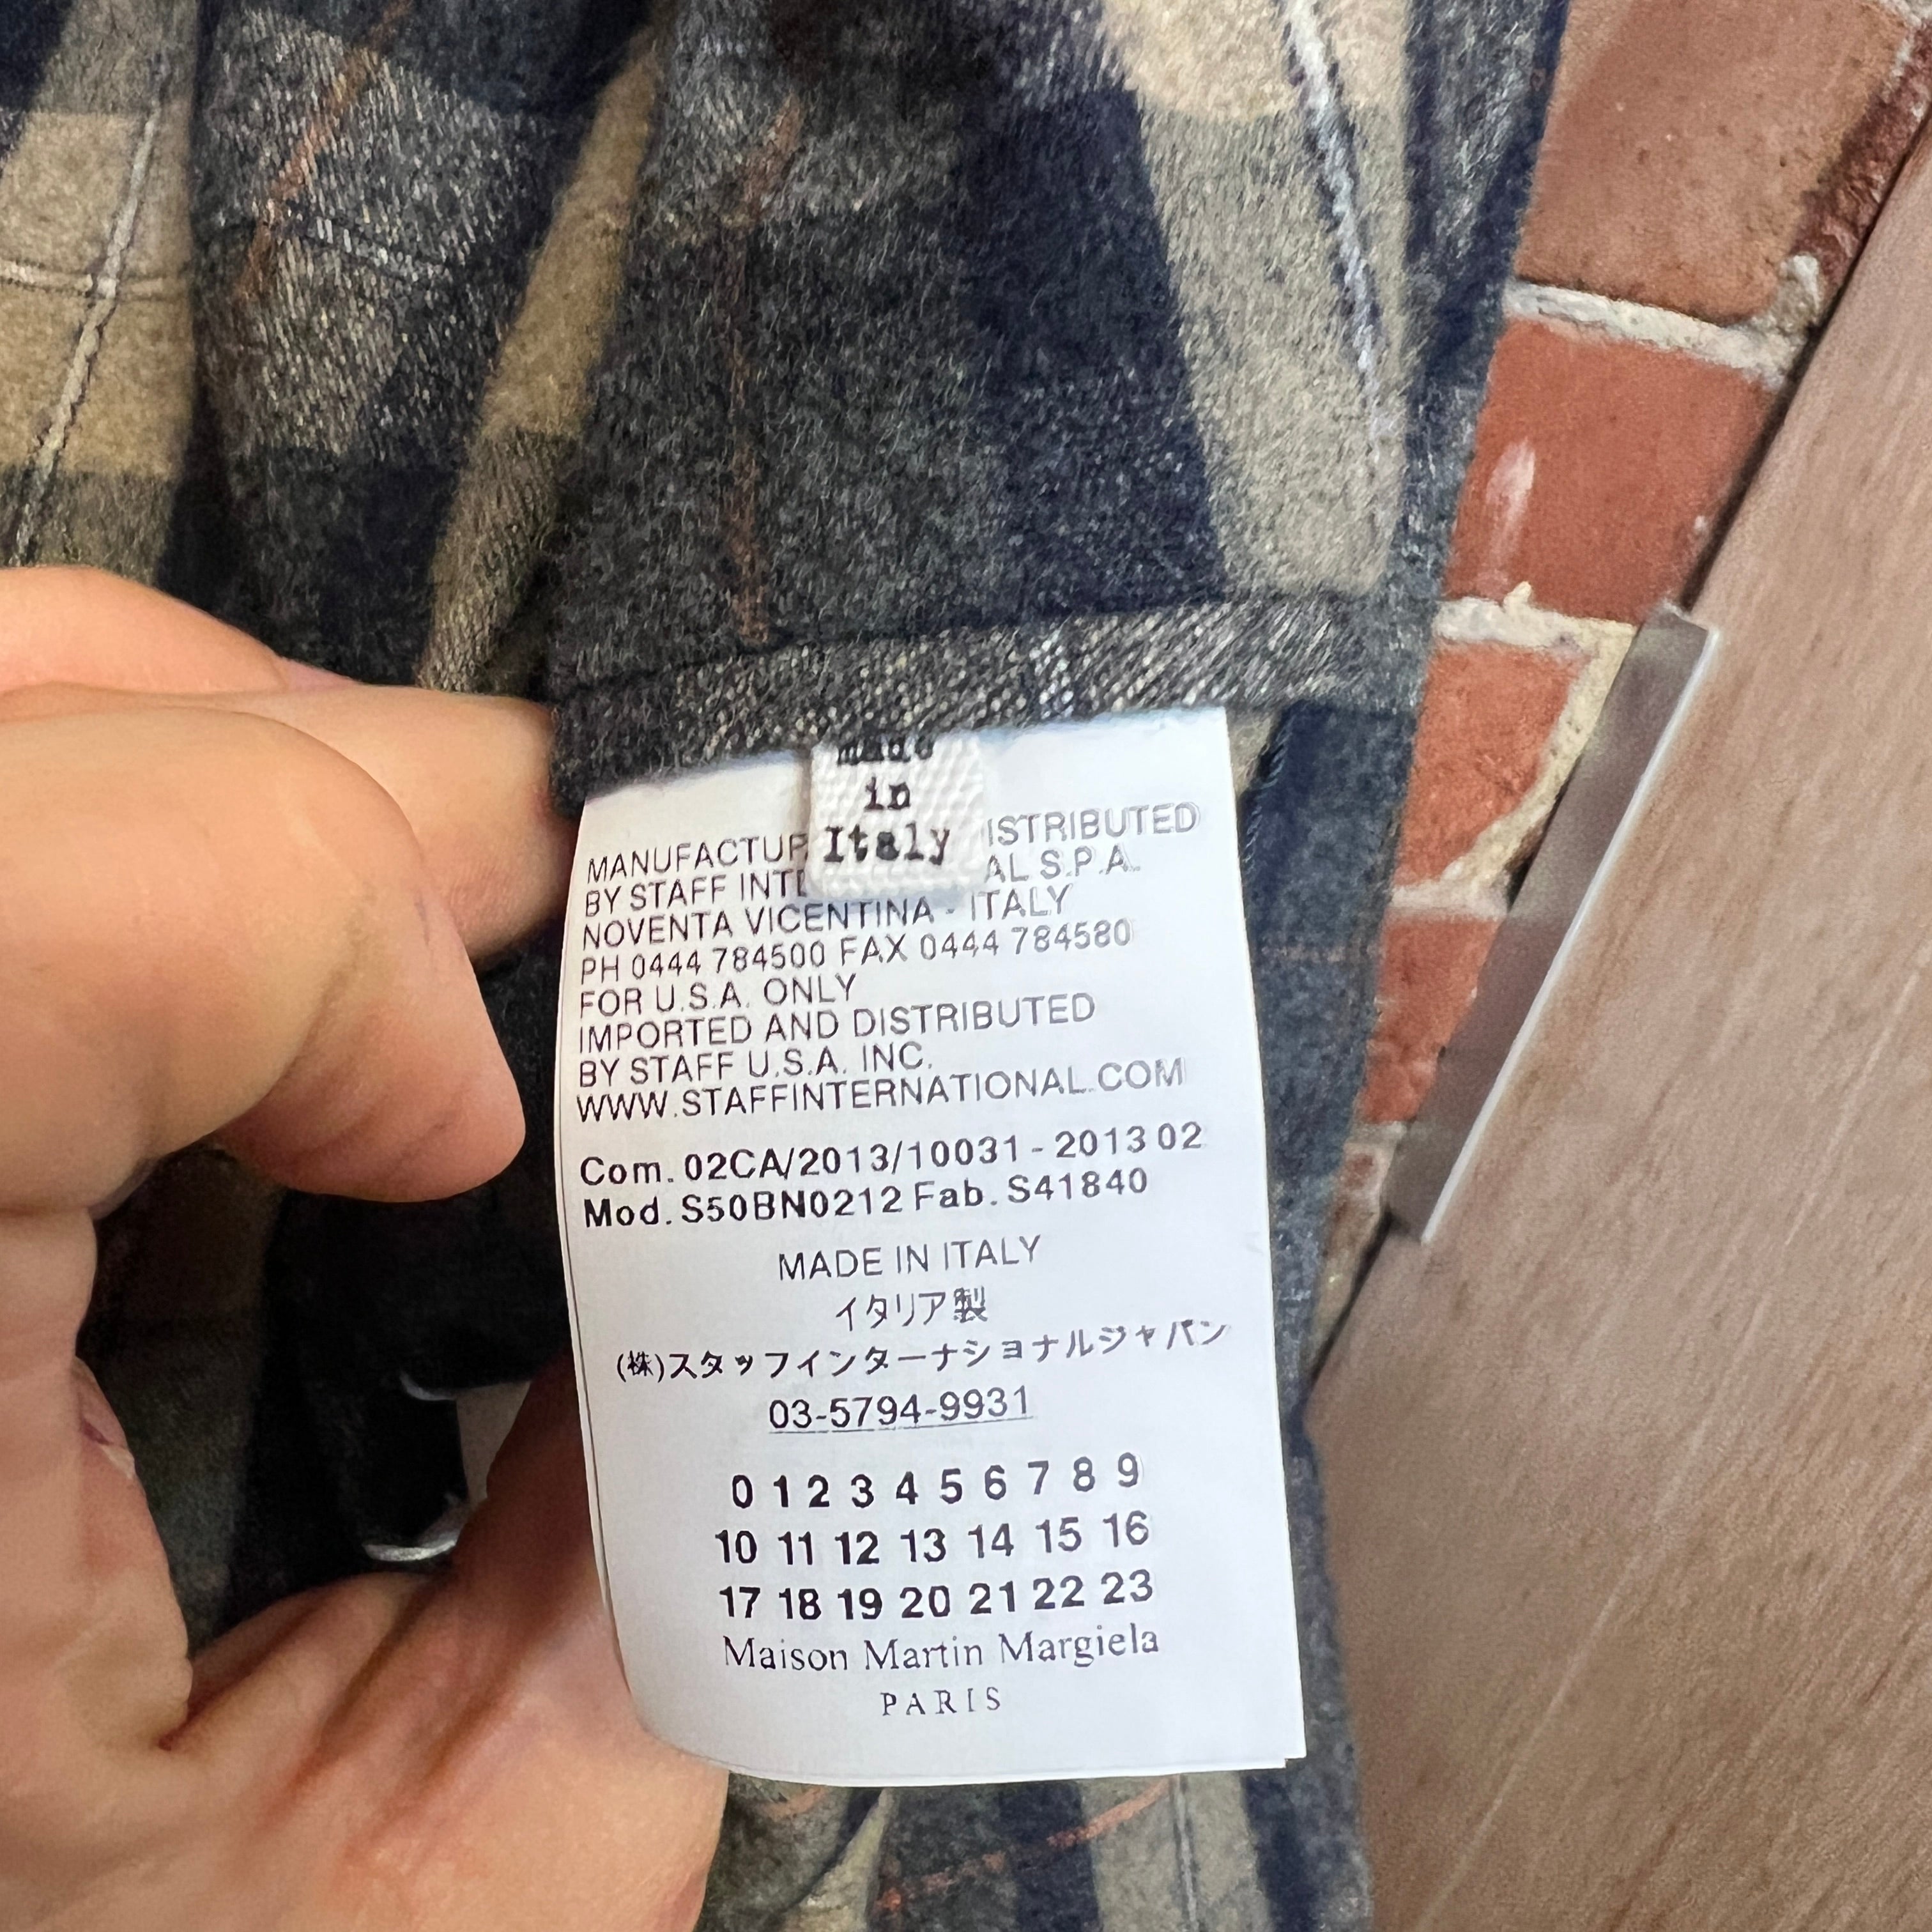 made
in
Italy
MANUFACTUR ISTRIBUTED
BY STAFF INTE AL S.P.A.
NOVENTA VICENTINA - ITALY
PH 0444 784500 FAX 0444 784580
FOR U.S.A. ONLY
IMPORTED AND DISTRIBUTED
BY STAFF U.S.A. INC.
WWW.STAFFINTERNATIONAL.COM
Com. 02CA/2013/10031 - 2013 02
Mod. S50BN0212 Fab. S41840
MADE IN ITALY
イタリア製
(株)スタッフインターナショナルジャパン
03-5794-9931
0 1 2 3 4 5 6 7 8 9
10 11 12 13 14 15 16
17 18 19 20 21 22 23
Maison Martin Margiela
PARIS